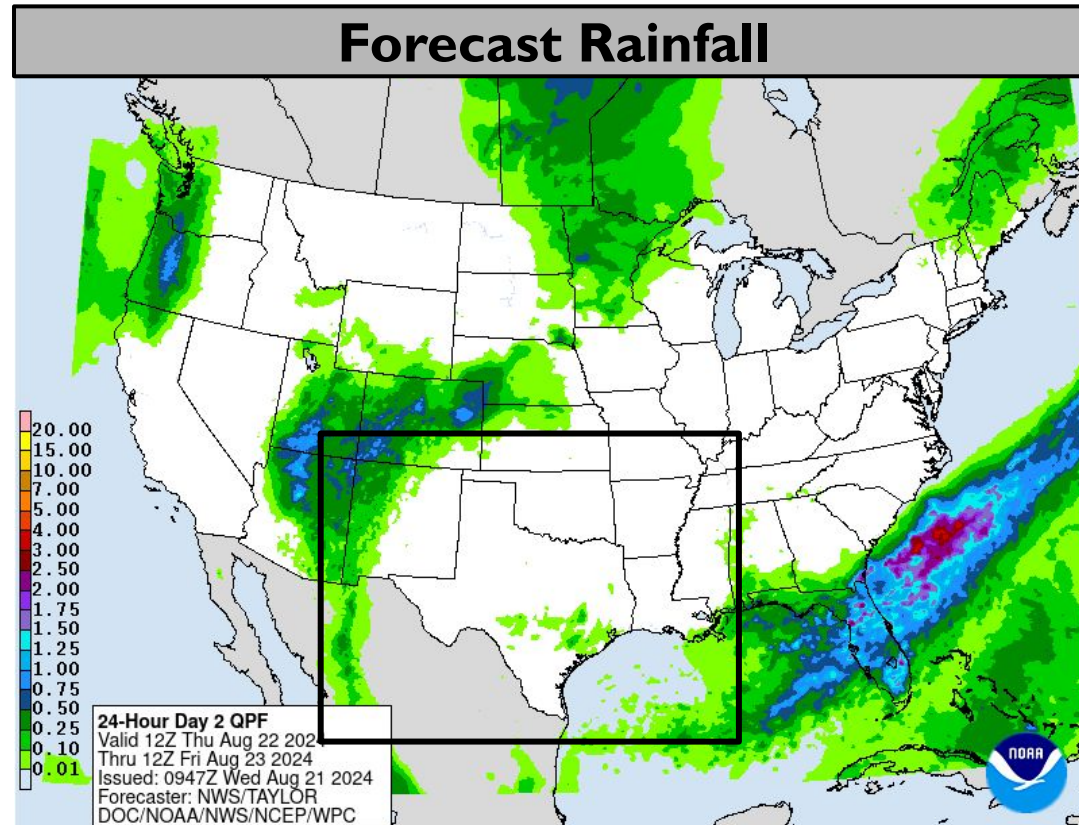 Forecast Rainfall
20.00
15.00
10.00
7.00
5.00
4.00
3.00
2.50
2.00
1.75
1.50
1.25
1.00
0.75
0.50
0.25
0.10
0.01
24-Hour Day 2 QPF
Valid 12Z Thu Aug 22 2024
Thru 12Z Fri Aug 23 2024
Issued: 0947Z Wed Aug 21 2024
Forecaster: NWS/TAYLOR
DOC/NOAA/NWS/NCEP/WPC
NOAA